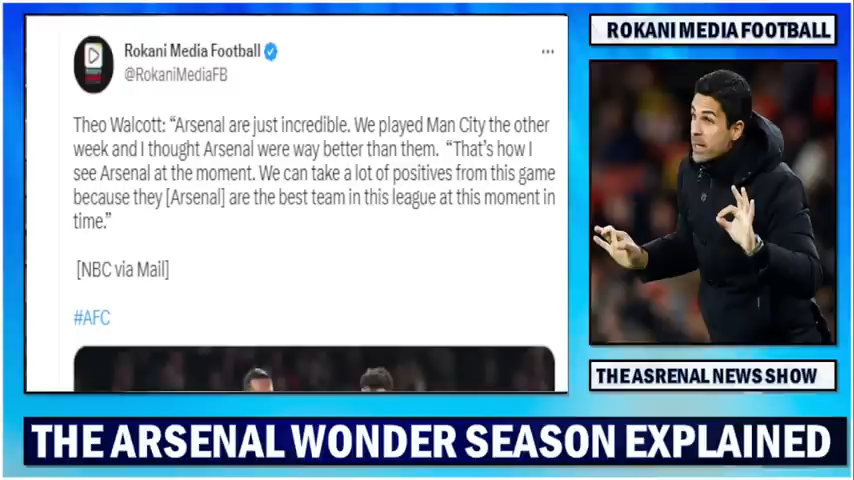 Rokani Media Football
@RokaniMediaFB
Theo Walcott: “Arsenal are just incredible. We played Man City the other
week and I thought Arsenal were way better than them.  “That’s how I
see Arsenal at the moment. We can take a lot of positives from this game
because they [Arsenal] are the best team in this league at this moment in
time.”
[NBC via Mail]
#AFC
ROKANI MEDIA FOOTBALL
THE ASRENAL NEWS SHOW
THE ARSENAL WONDER SEASON EXPLAINED